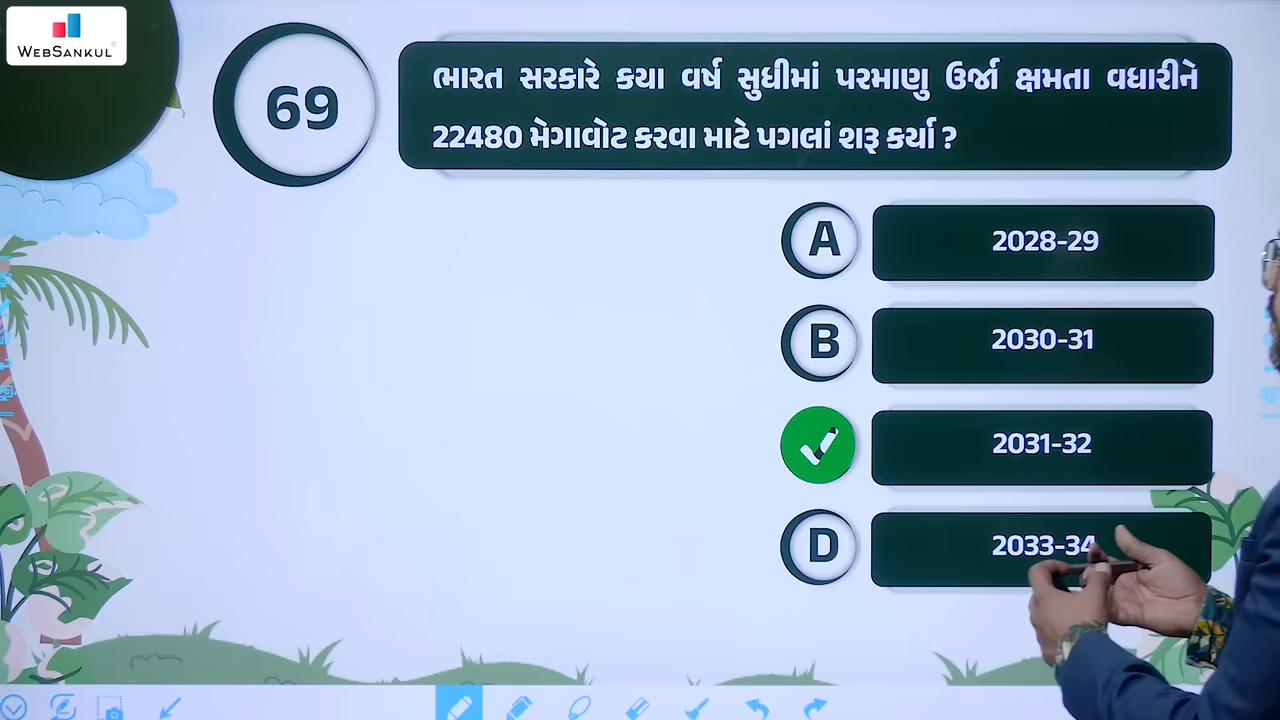 WEBSANKUL
69
ભારત સરકારે કયા વર્ષ સુધીમાં પરમાણુ ઉર્જા ક્ષમતા વધારીને
22480 મેગાવોટ કરવા માટે પગલાં શરૂ કર્યા ?
A
2028-29
B
2030-31
2031-32
D
2033-34